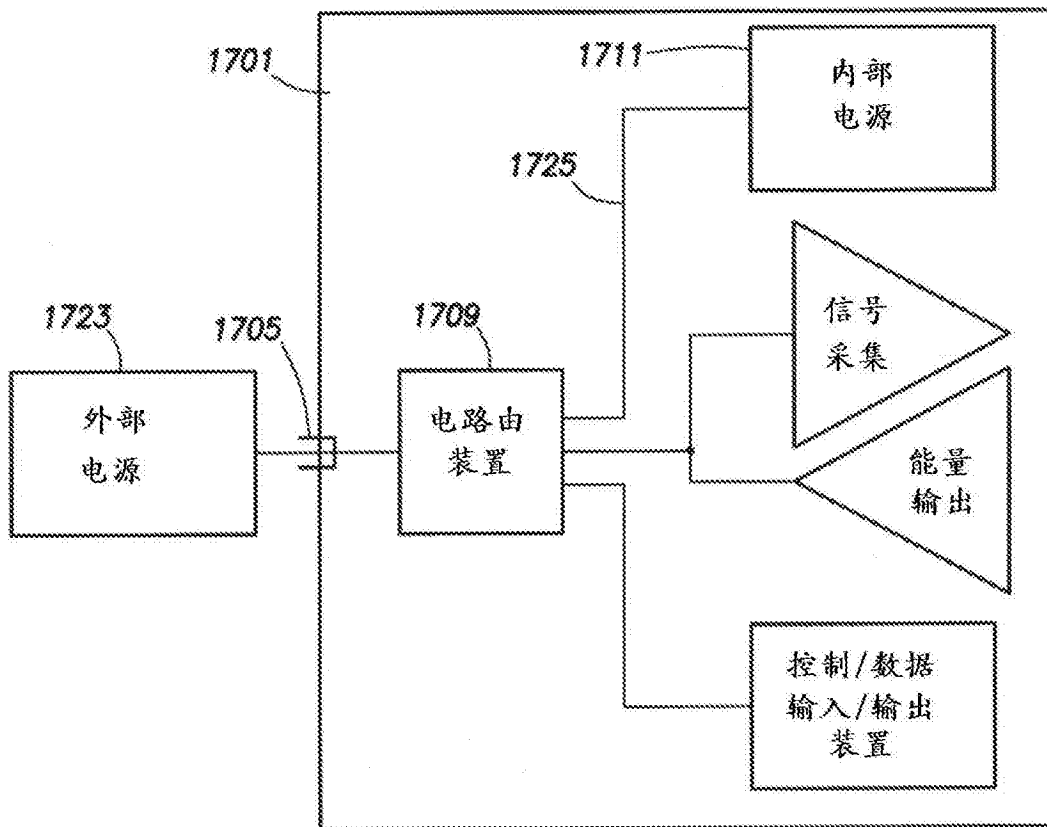 1701
1711
内部
电源
1725
信号
采集
1723
1705
1709
外部
电源
电路由
装置
能量
输出
控制/数据
输入/输出
装置